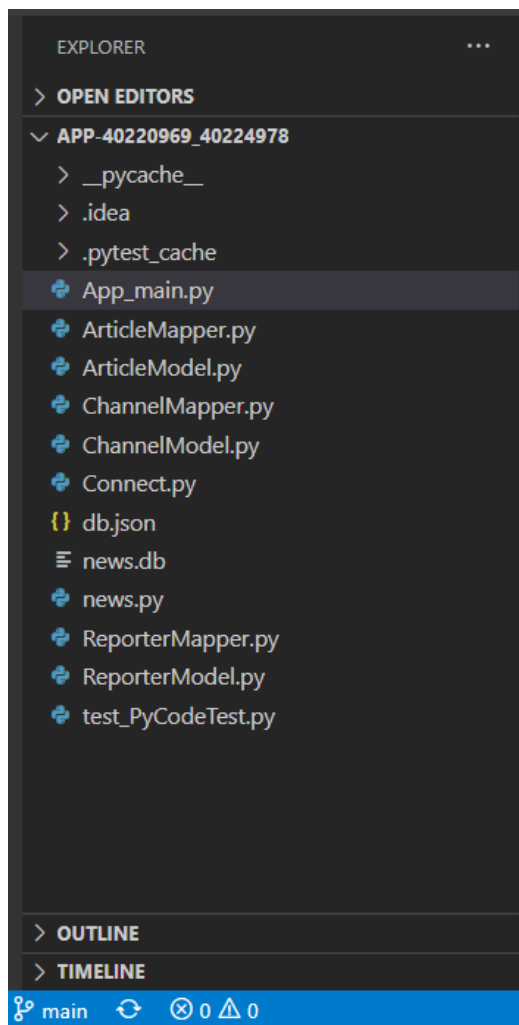 EXPLORER ...
OPEN EDITORS
APP-40220969_40224978
__pycache__
.idea
.pytest_cache
App_main.py
ArticleMapper.py
ArticleModel.py
ChannelMapper.py
ChannelModel.py
Connect.py
{} db.json
news.db
news.py
ReporterMapper.py
ReporterModel.py
test_PyCodeTest.py
OUTLINE
TIMELINE
main 0 0